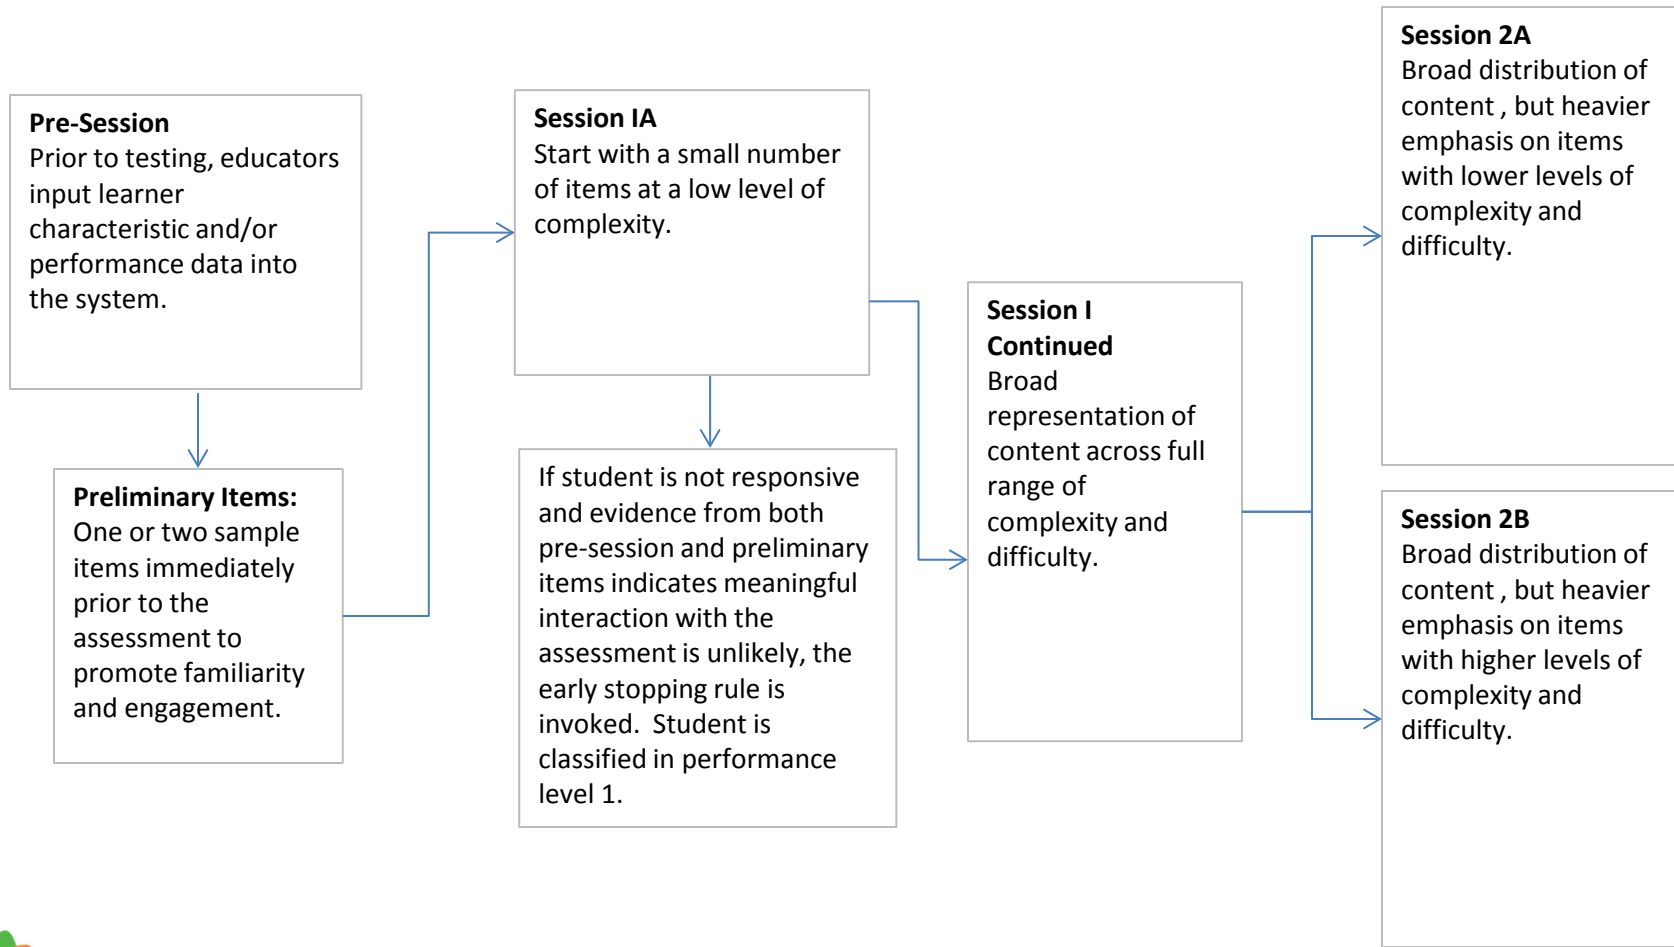 Pre-Session
Prior to testing, educators
input learner
characteristic and/or
performance data into
the system.
Preliminary Items:
One or two sample
items immediately
prior to the
assessment to
promote familiarity
and engagement.
Session IA
Start with a small number
of items at a low level of
complexity.
If student is not responsive
and evidence from both
pre-session and preliminary
items indicates meaningful
interaction with the
assessment is unlikely, the
early stopping rule is
invoked.  Student is
classified in performance
level 1.
Session I
Continued
Broad
representation of
content across full
range of
complexity and
difficulty.
Session 2A
Broad distribution of
content , but heavier
emphasis on items
with lower levels of
complexity and
difficulty.
Session 2B
Broad distribution of
content , but heavier
emphasis on items
with higher levels of
complexity and
difficulty.